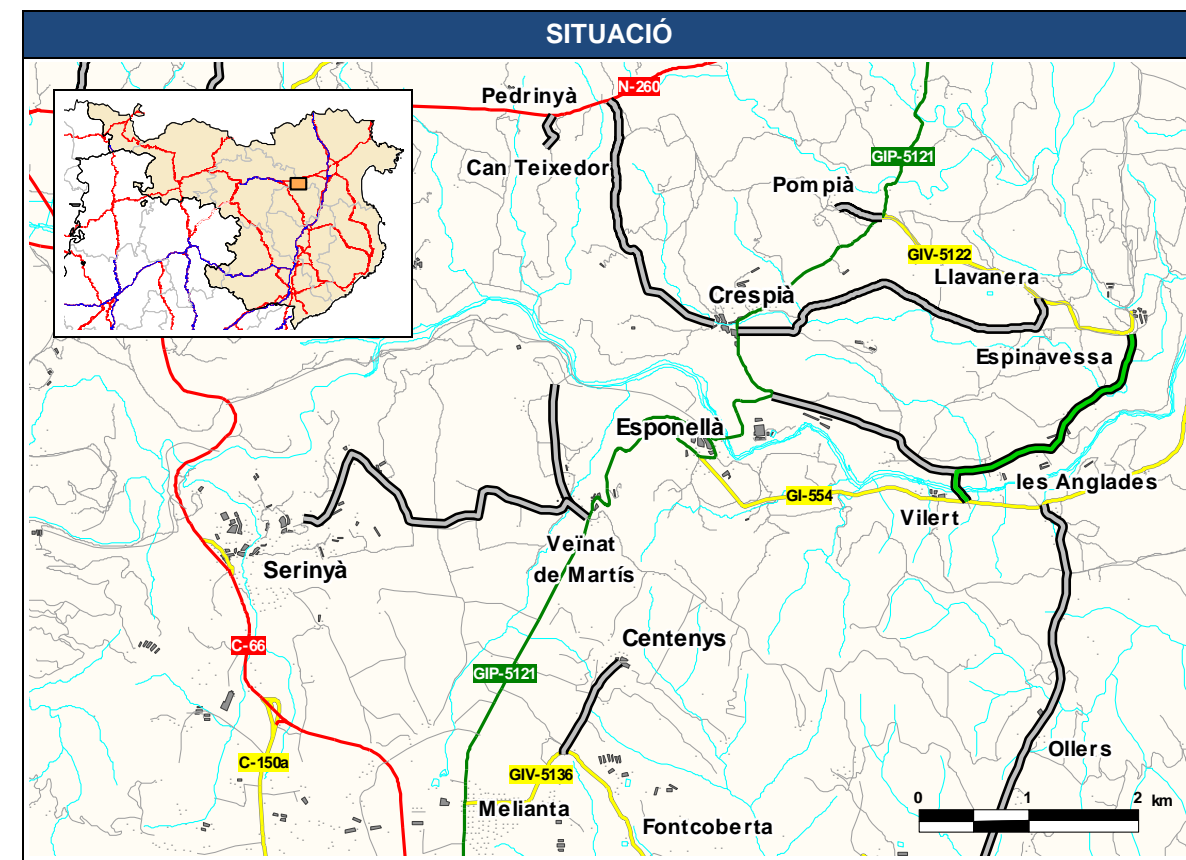 SITUACIÓ
N-260
Pedrinyà
Can Teixedor
GIP-5121
Pompià
GIV-5122
Llavanera
Crespià
Espinavessa
Esponellà
les Anglades
GI-554
Vilert
Veïnat
de Martís
Serinyà
Centenys
C-66
GIP-5121
Ollers
C-150a
GIV-5136
Melianta
Fontcoberta
0 1 2 km